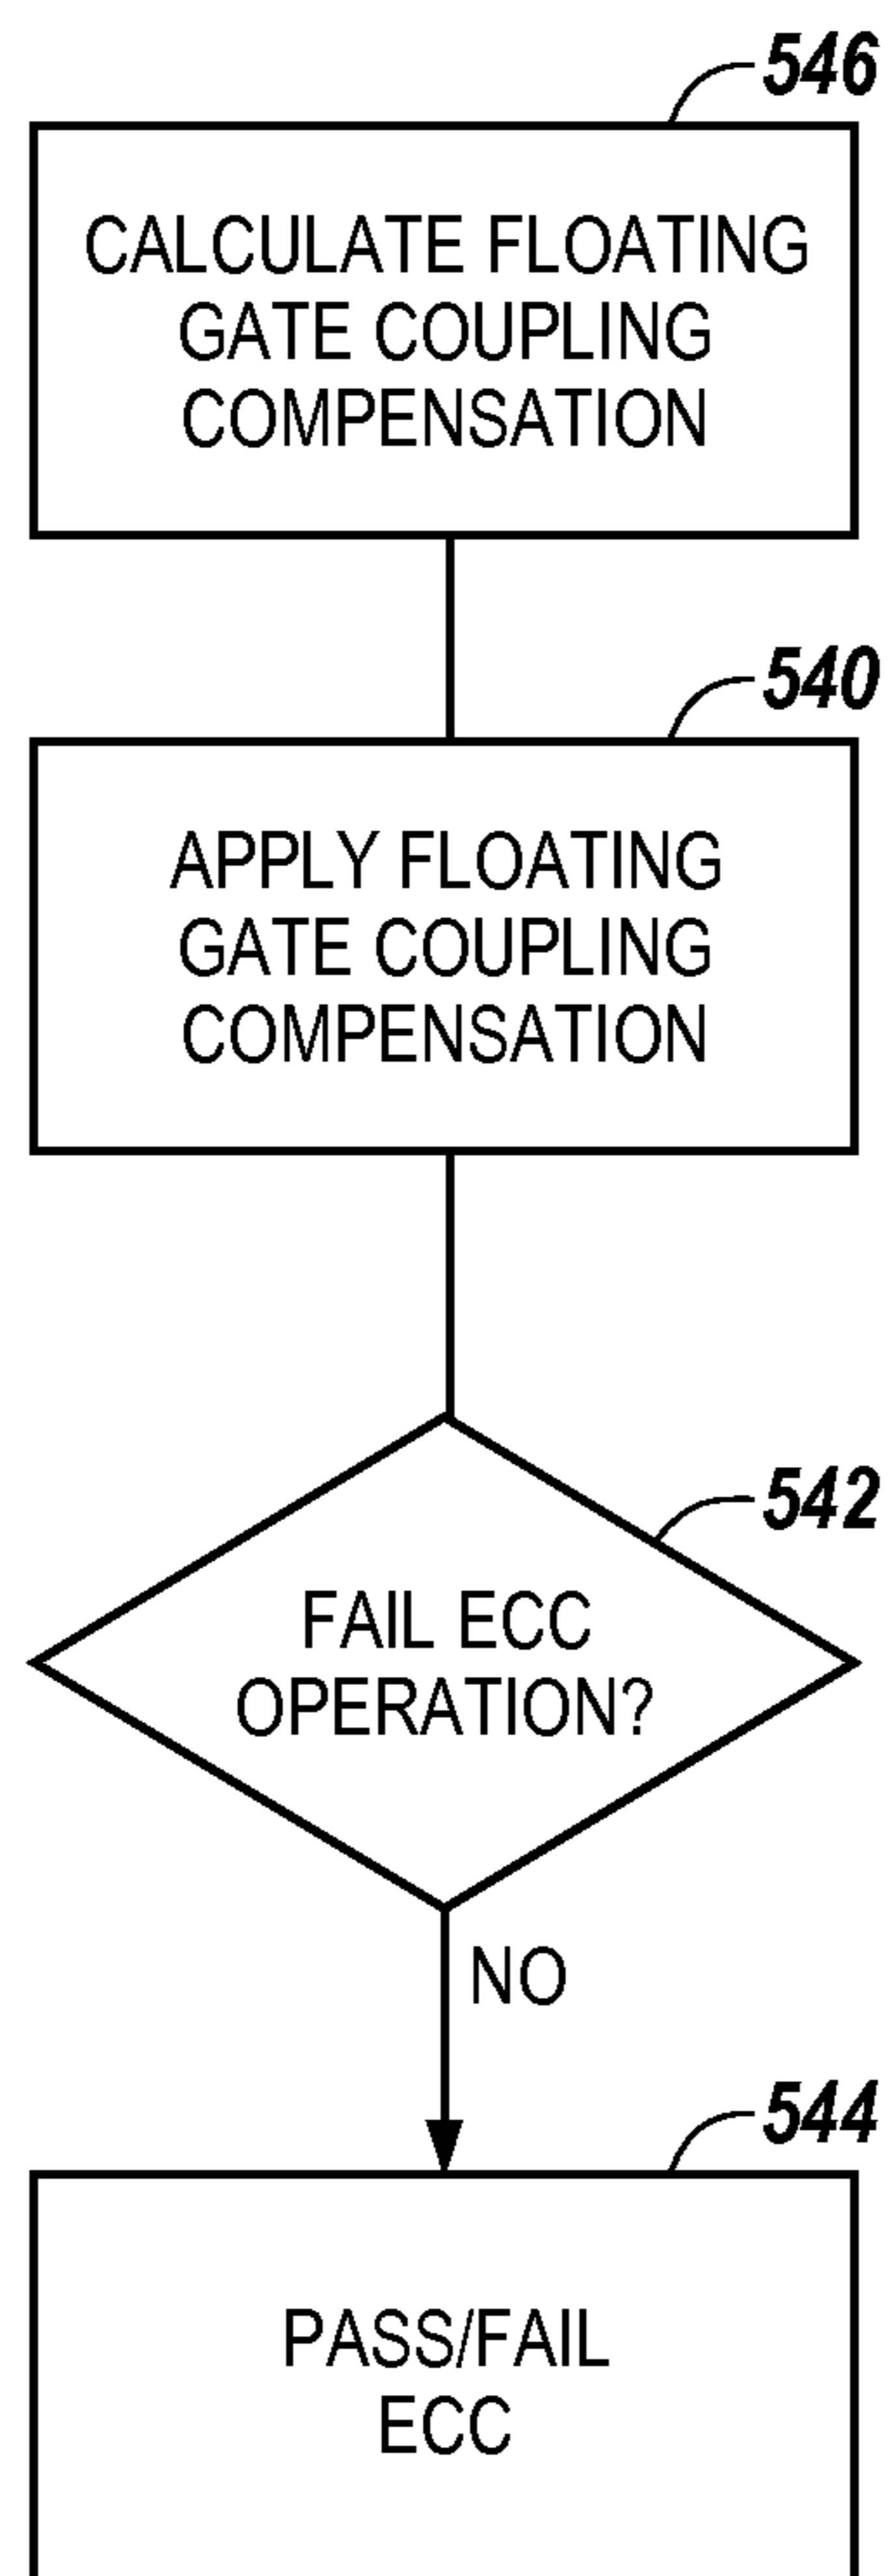 546
CALCULATE FLOATING
GATE COUPLING
COMPENSATION
540
APPLY FLOATING
GATE COUPLING
COMPENSATION
542
FAIL ECC
OPERATION?
NO
544
PASS/FAIL
ECC